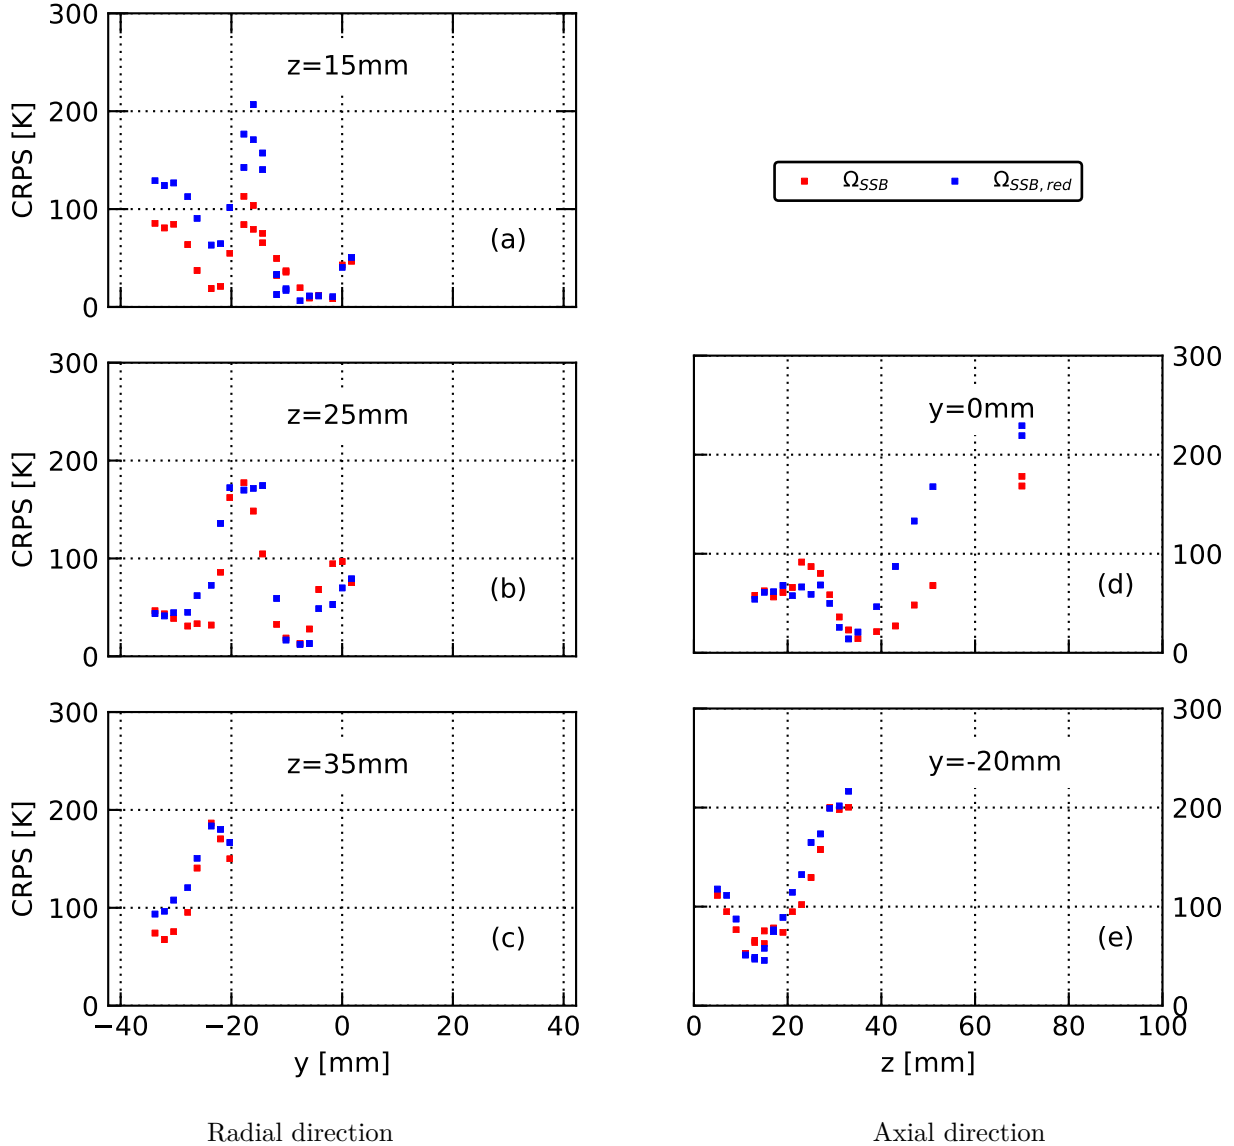 300
200
100
0
CRPS [K]
z=15mm
(a)
Ω_SSB
Ω_SSB, red
300
200
100
0
CRPS [K]
z=25mm
(b)
300
200
100
0
y=0mm
(d)
300
200
100
0
CRPS [K]
z=35mm
(c)
−40 −20 0 20 40
y [mm]
300
200
100
0
y=-20mm
(e)
0 20 40 60 80 100
z [mm]
Radial direction
Axial direction